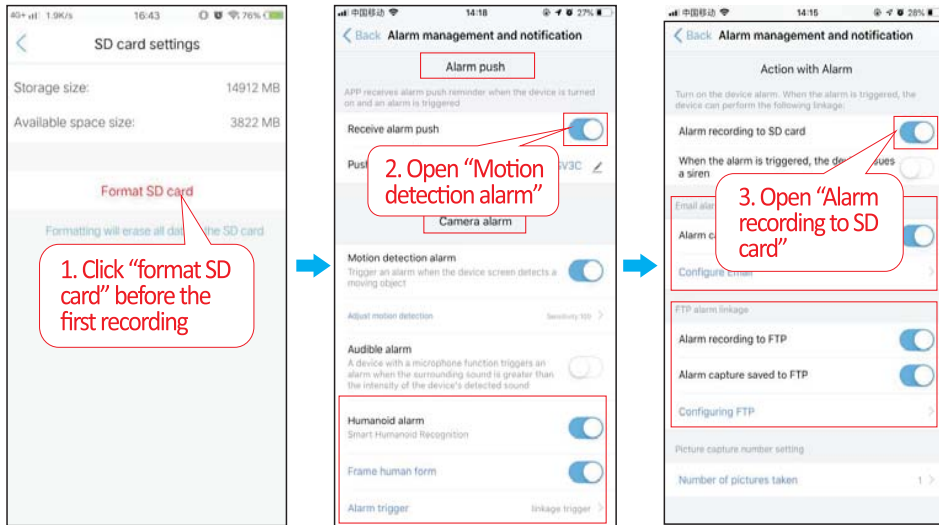 4G+ 1.9K/s 16:43 76%
SD card settings
Storage size: 14912 MB
Available space size: 3822 MB
Format SD card
Formatting will erase all the SD card
1. Click “format SD
card” before the
first recording
中国移动 14:18 27%
Back Alarm management and notification
Alarm push
APP receives alarm push reminder when the device is turned
on and an alarm is triggered
Receive alarm push
V3C
2. Open “Motion
detection alarm”
Camera alarm
Motion detection alarm
Trigger an alarm when the device screen detects a
moving object
Adjust motion detection Sensitivity 100
Audible alarm
A device with a microphone function triggers an
alarm when the surrounding sound is greater than
the intensity of the device's detected sound
Humanoid alarm
Smart Humanoid Recognition
Frame human form
Alarm trigger linkage trigger
中国移动 14:15 28%
Back Alarm management and notification
Action with Alarm
Turn on the device alarm. When the alarm is triggered, the
device can perform the following linkage:
Alarm recording to SD card
When the alarm is triggered, the
a siren
3. Open “Alarm
recording to SD
card”
Email
Alarm
Configure Email
FTP alarm linkage
Alarm recording to FTP
Alarm capture saved to FTP
Configuring FTP
Picture capture number setting
Number of pictures taken 1